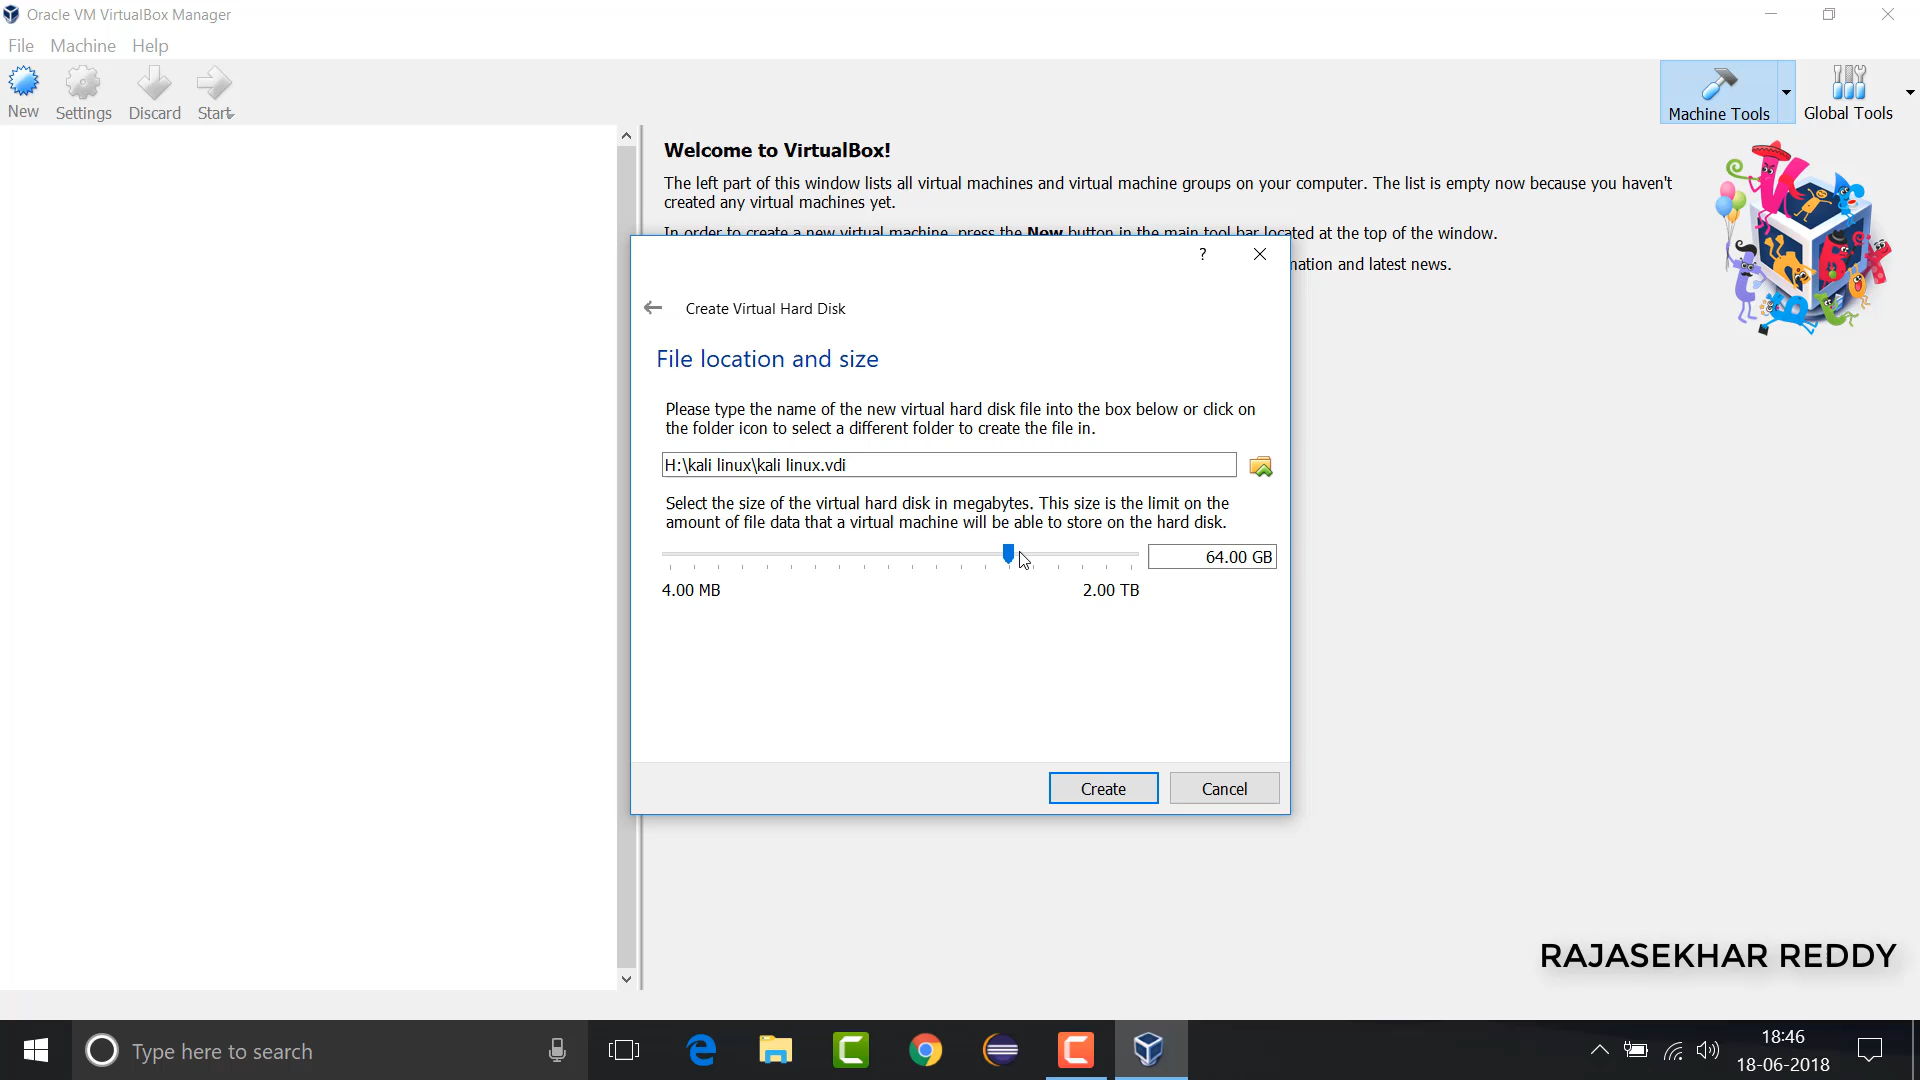 Oracle VM VirtualBox Manager
File Machine Help
New Settings Discard Start
Machine Tools Global Tools
Welcome to VirtualBox!
The left part of this window lists all virtual machines and virtual machine groups on your computer. The list is empty now because you haven't
created any virtual machines yet.
In order to create a new virtual machine, press the New button in the main tool bar located at the top of the window.
mation and latest news.
?
Create Virtual Hard Disk
File location and size
Please type the name of the new virtual hard disk file into the box below or click on
the folder icon to select a different folder to create the file in.
H:\kali linux\kali linux.vdi
Select the size of the virtual hard disk in megabytes. This size is the limit on the
amount of file data that a virtual machine will be able to store on the hard disk.
64.00 GB
4.00 MB 2.00 TB
Create Cancel
RAJASEKHAR REDDY
Type here to search
18:46
18-06-2018